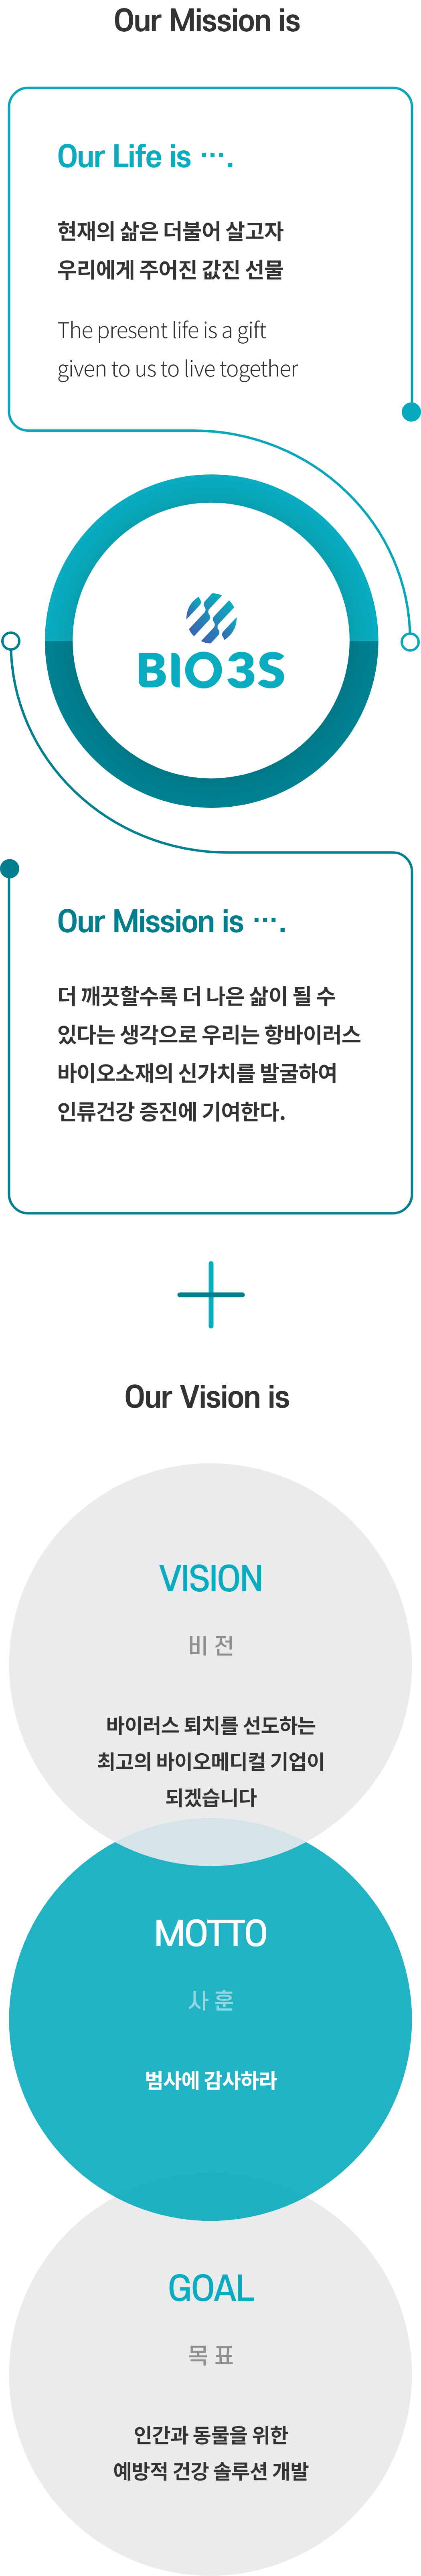 Our Mission is
Our Life is ….
현재의 삶은 더불어 살고자
우리에게 주어진 값진 선물
The present life is a gift
given to us to live together
BIO3S
Our Mission is ….
더 깨끗할수록 더 나은 삶이 될 수
있다는 생각으로 우리는 항바이러스
바이오소재의 신가치를 발굴하여
인류건강 증진에 기여한다.
Our Vision is
VISION
비 전
바이러스 퇴치를 선도하는
최고의 바이오메디컬 기업이
되겠습니다
MOTTO
사 훈
범사에 감사하라
GOAL
목 표
인간과 동물을 위한
예방적 건강 솔루션 개발